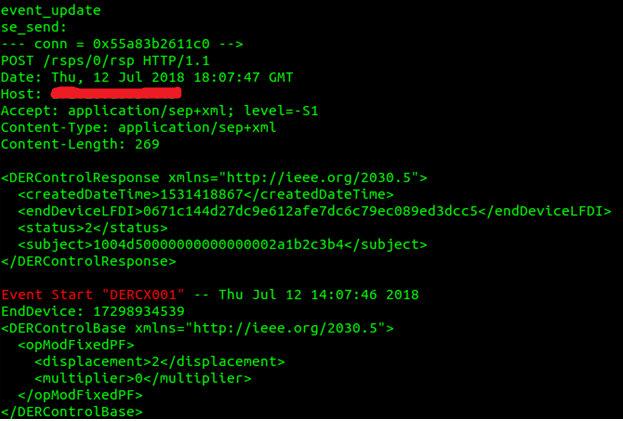 event_update
se_send:
--- conn = 0x55a83b2611c0 -->
POST /rsps/0/rsp HTTP/1.1
Date: Thu, 12 Jul 2018 18:07:47 GMT
Host:
Accept: application/sep+xml; level=-S1
Content-Type: application/sep+xml
Content-Length: 269
<DERControlResponse xmlns="http://ieee.org/2030.5">
  <createdDateTime>1531418867</createdDateTime>
  <endDeviceLFDI>0671c144d27dc9e612afe7dc6c79ec089ed3dcc5</endDeviceLFDI>
  <status>2</status>
  <subject>1004d50000000000000002a1b2c3b4</subject>
</DERControlResponse>
Event Start "DERCX001" -- Thu Jul 12 14:07:46 2018
EndDevice: 17298934539
<DERControlBase xmlns="http://ieee.org/2030.5">
  <opModFixedPF>
    <displacement>2</displacement>
    <multiplier>0</multiplier>
  </opModFixedPF>
</DERControlBase>